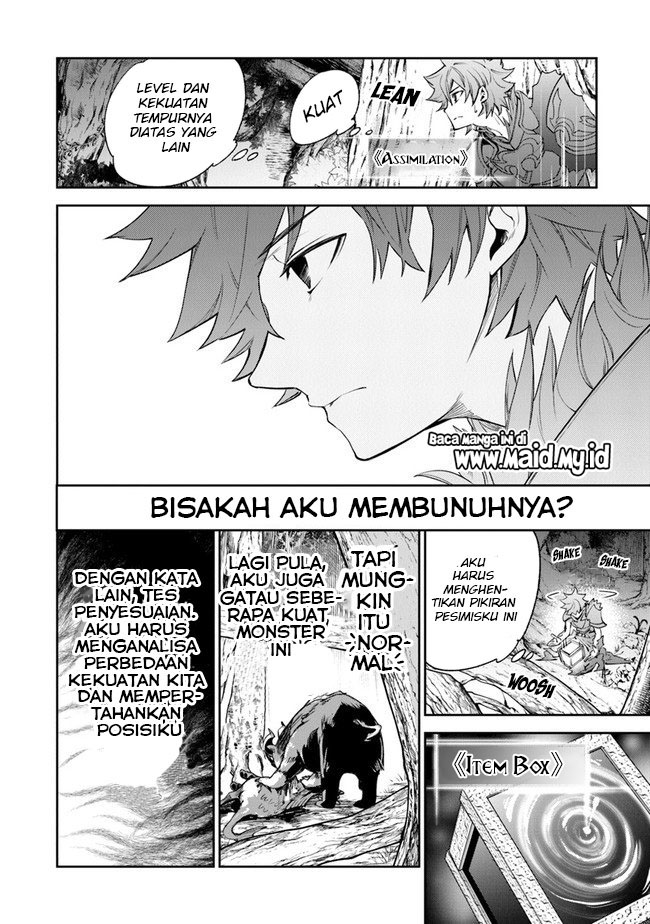 LEAN
《ASSIMILATION》
KUAT
LEVEL DAN
KEKUATAN
TEMPURNYA
DIATAS YANG
LAIN
Baca Manga ini di
www.Maid.My.id
BISAKAH AKU MEMBUNUHNYA?
SHAKE
SHAKE
AKU
HARUS
MENGHEN-
TIKAN PIKIRAN
PESIMISKU INI
WOOSH
《ITEM BOX》
TAPI
MUNG-
KIN
ITU
NOR-
MAL
LAGI PULA,
AKU JUGA
GATAU SEBE-
RAPA KUAT
MONSTER
INI
DENGAN KATA
LAIN, TES
PENYESUAIAN.
AKU HARUS
MENGANALISA
PERBEDAAN
KEKUATAN KITA
DAN MEMPER-
TAHANKAN
POSISIKU